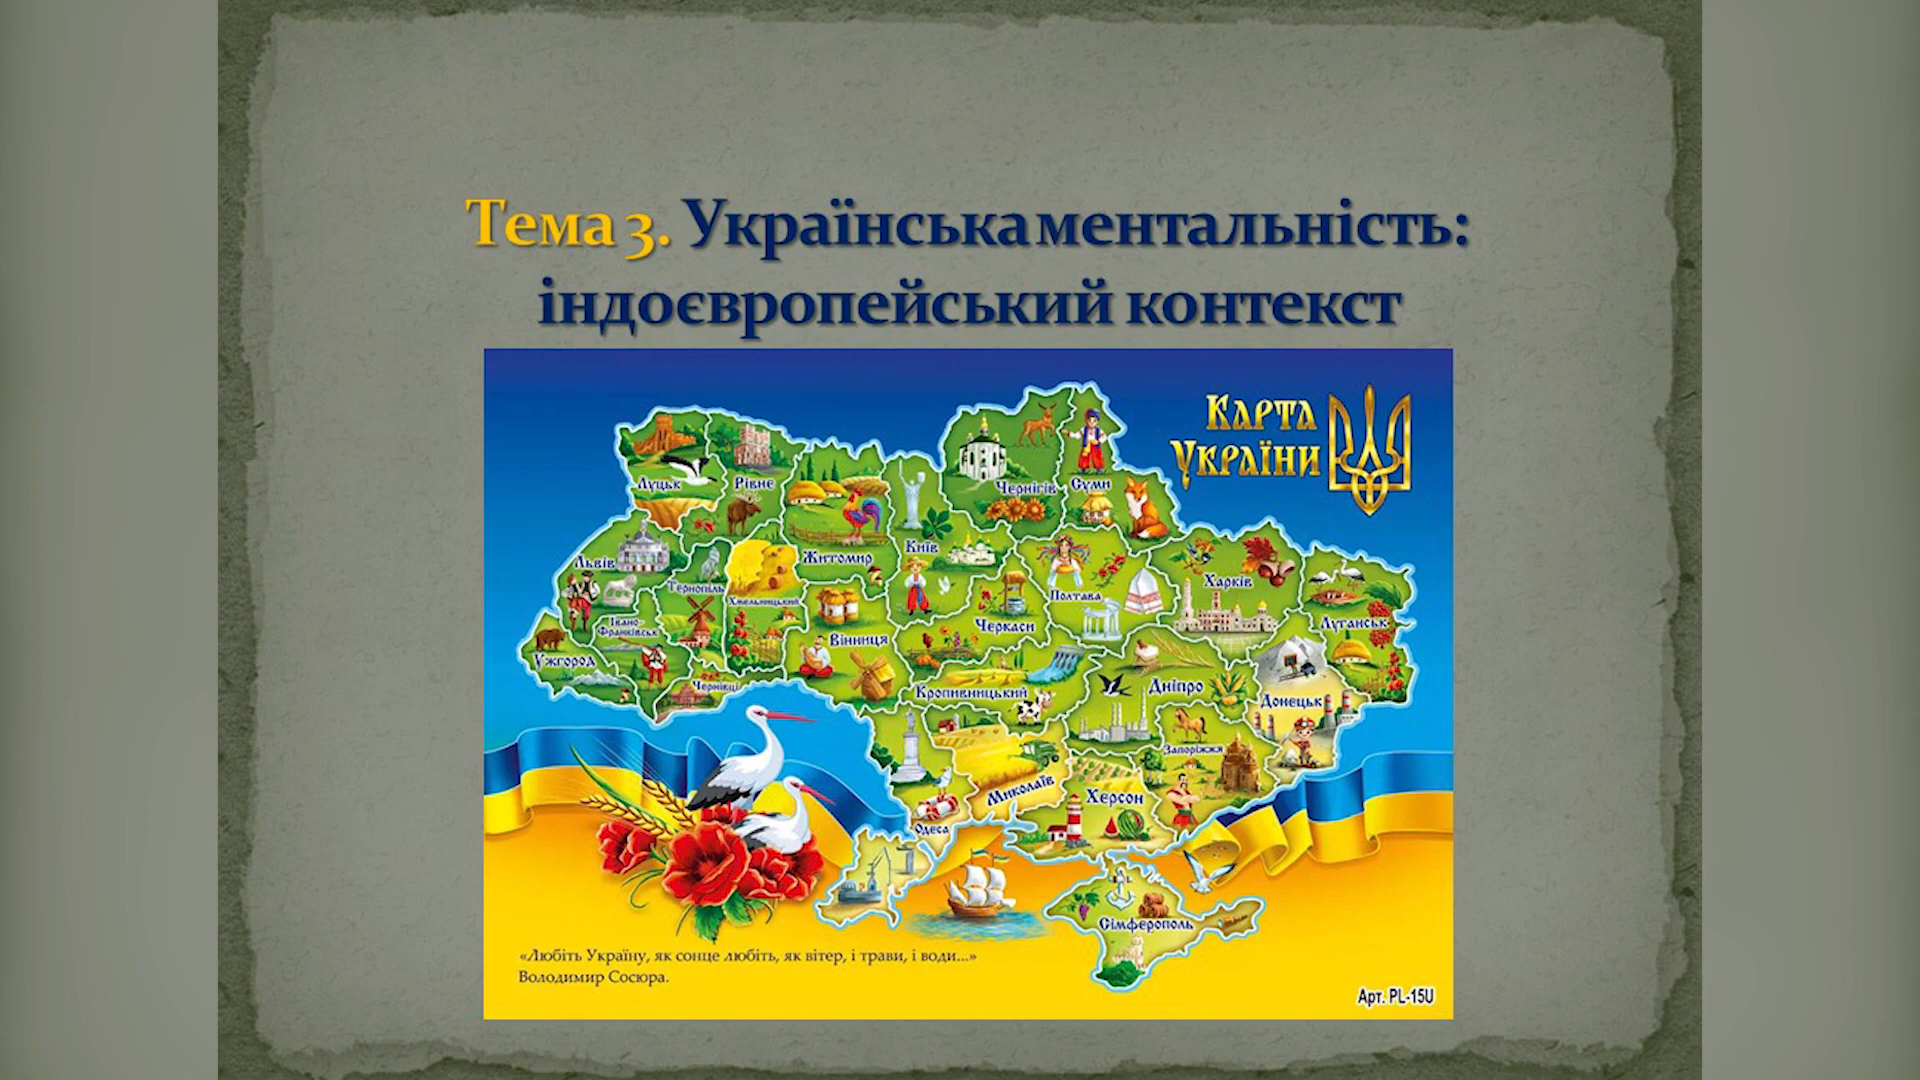 Тема 3. Українська ментальність:
індоєвропейський контекст
Карта
України
Луцьк
Рівне
Чернігів
Суми
Київ
Житомир
Львів
Тернопіль
Хмельницький
Полтава
Харків
Івано-
Франківськ
Вінниця
Черкаси
Луганськ
Ужгород
Чернівці
Кропивницький
Дніпро
Донецьк
Запоріжжя
Миколаїв
Херсон
Одеса
Сімферополь
«Любіть Україну, як сонце любіть, як вітер, і трави, і води...»
Володимир Сосюра.
Арт. PL-15U